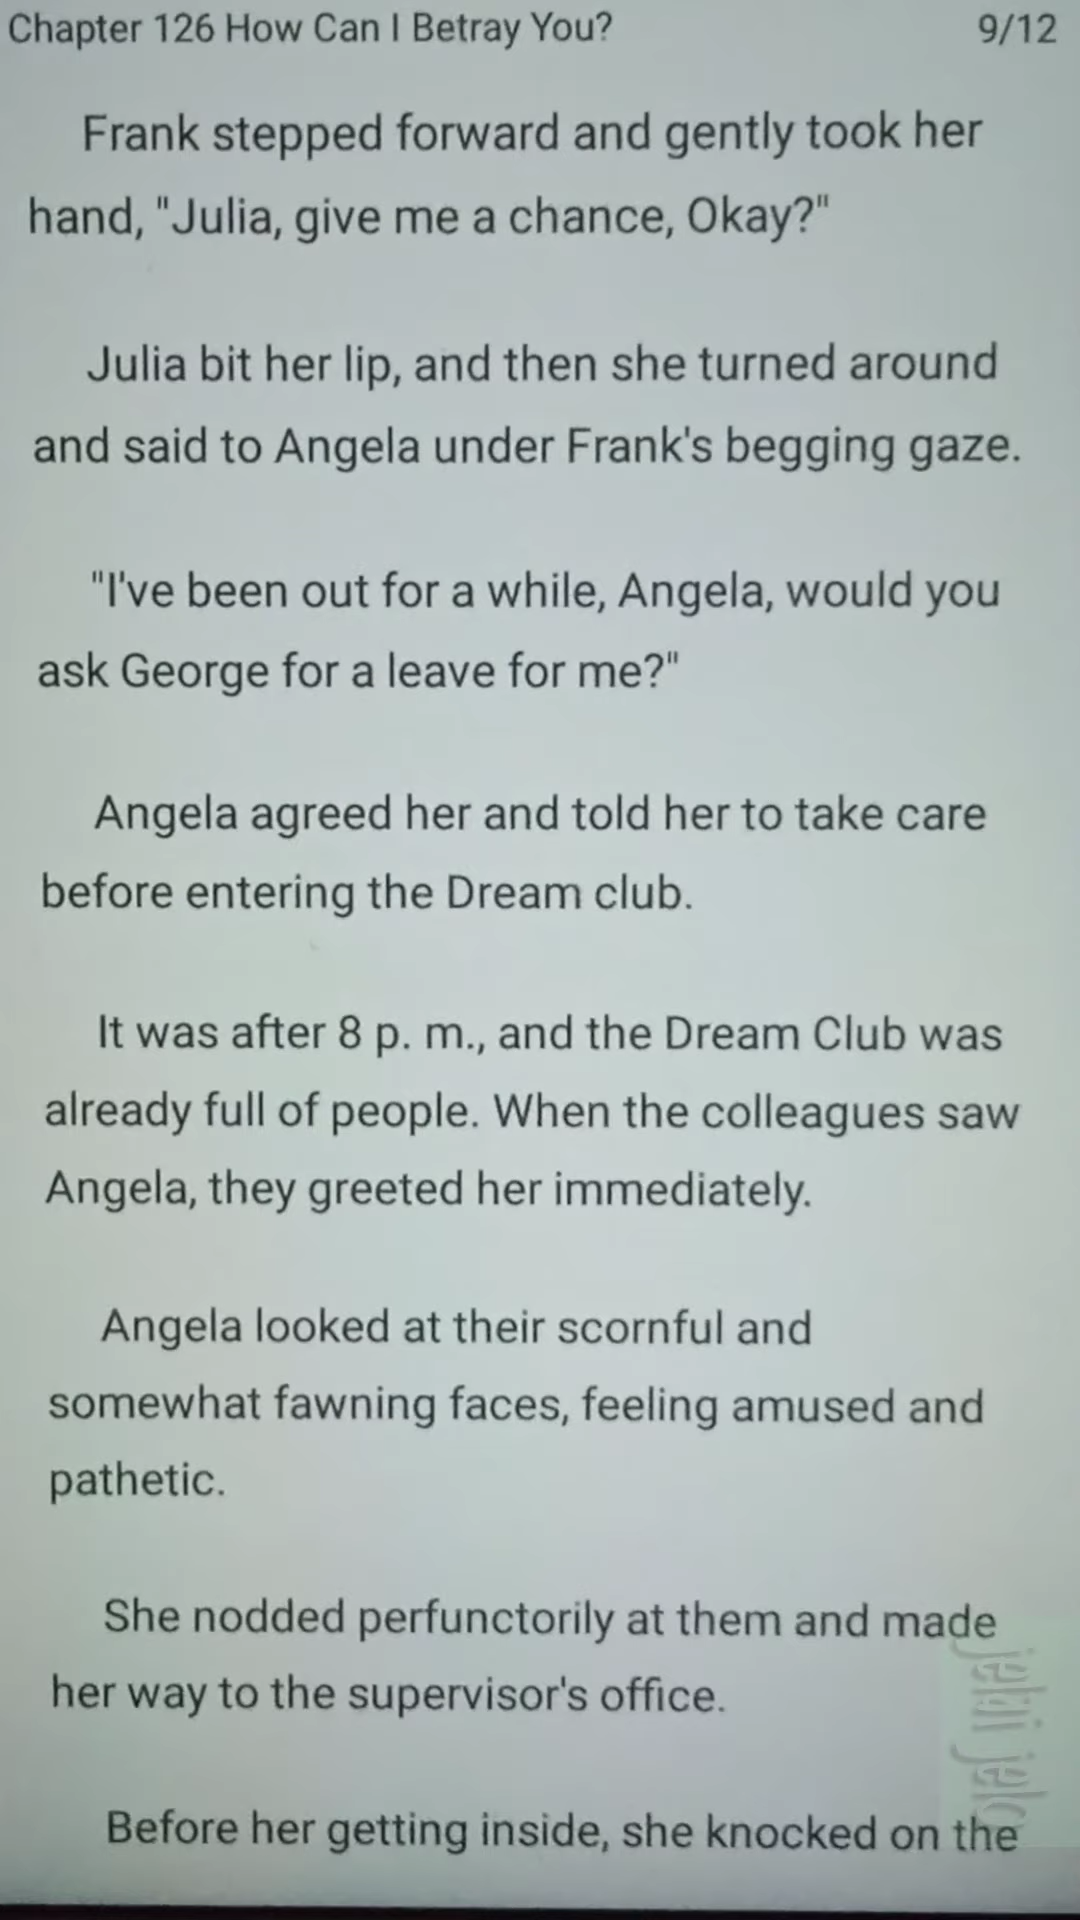 Chapter 126 How Can I Betray You?
9/12
Frank stepped forward and gently took her
hand, "Julia, give me a chance, Okay?"
Julia bit her lip, and then she turned around
and said to Angela under Frank's begging gaze.
"I've been out for a while, Angela, would you
ask George for a leave for me?"
Angela agreed her and told her to take care
before entering the Dream club.
It was after 8 p. m., and the Dream Club was
already full of people. When the colleagues saw
Angela, they greeted her immediately.
Angela looked at their scornful and
somewhat fawning faces, feeling amused and
pathetic.
She nodded perfunctorily at them and made
her way to the supervisor's office.
Before her getting inside, she knocked on the